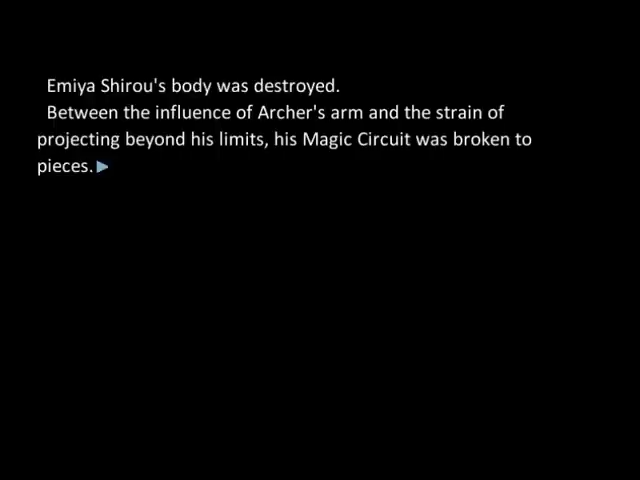 Emiya Shirou's body was destroyed.
Between the influence of Archer's arm and the strain of
projecting beyond his limits, his Magic Circuit was broken to
pieces.